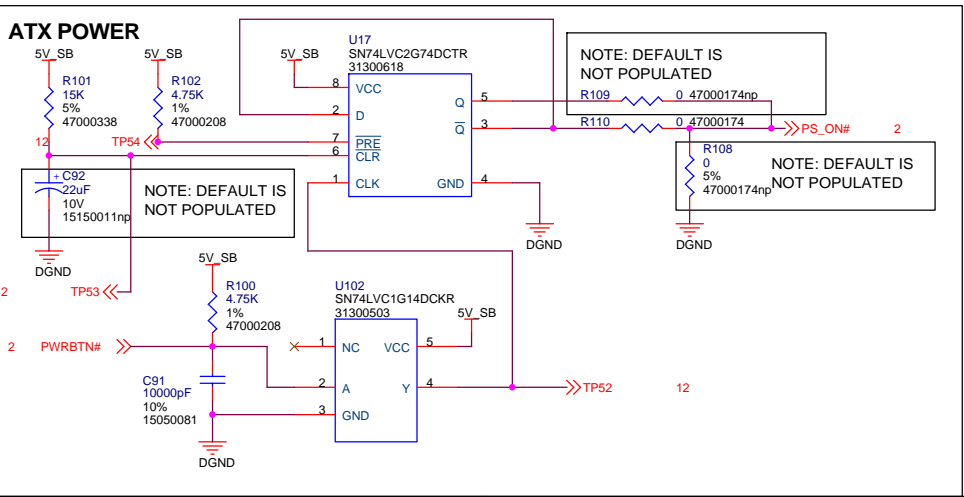 ATX POWER
5V_SB
R101
15K
5%
47000338
5V_SB
R102
4.75K
1%
47000208
12
TP54
C92
+
22uF
10V
15150011np
NOTE: DEFAULT IS
NOT POPULATED
DGND
2
TP53
5V_SB
U17
SN74LVC2G74DCTR
31300618
8
VCC
2
D
7
PRE
6
CLR
1
CLK
Q
5
Q
3
GND
4
DGND
NOTE: DEFAULT IS
NOT POPULATED
R109
0
47000174np
R110
0
47000174
PS_ON#
2
R108
0
5%
47000174np
NOTE: DEFAULT IS
NOT POPULATED
DGND
5V_SB
R100
4.75K
1%
47000208
2
PWRBTN#
C91
10000pF
10%
15050081
DGND
U102
SN74LVC1G14DCKR
31300503
5V_SB
1
NC
VCC
5
2
A
Y
4
3
GND
TP52
12